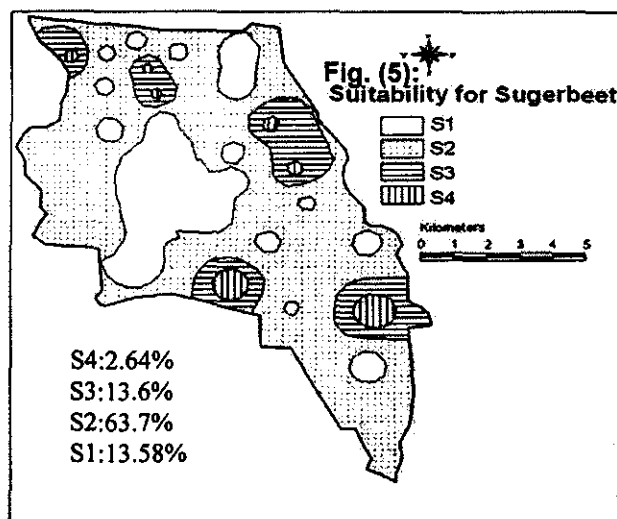 Fig. (5):
Suitability for Sugerbeet
S1
S2
S3
S4
Kilometers
0 1 2 3 4 5
S4:2.64%
S3:13.6%
S2:63.7%
S1:13.58%